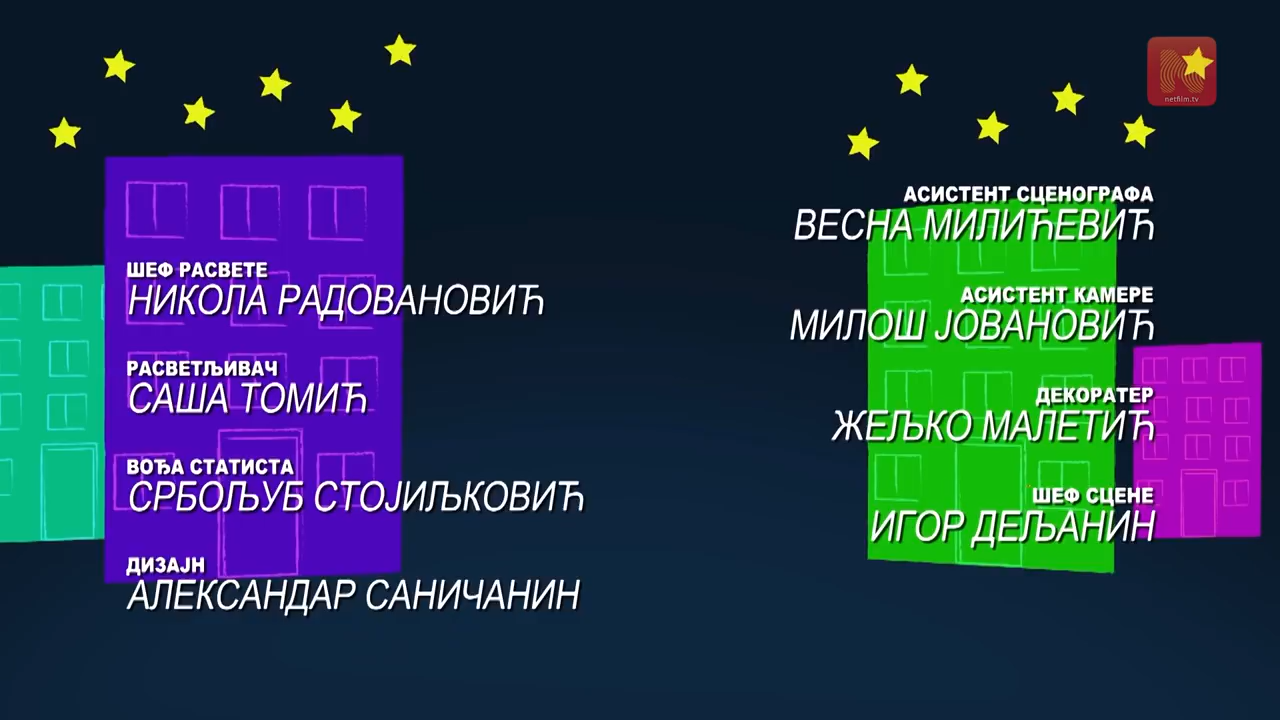 netfilm.tv
ШЕФ РАСВЕТЕ
НИКОЛА РАДОВАНОВИЋ
РАСВЕТЉИВАЧ
САША ТОМИЋ
ВОЂА СТАТИСТА
СРБОЉУБ СТОЈИЉКОВИЋ
ДИЗАЈН
АЛЕКСАНДАР САНИЧАНИН
АСИСТЕНТ СЦЕНОГРАФА
ВЕСНА МИЛИЋЕВИЋ
АСИСТЕНТ КАМЕРЕ
МИЛОШ ЈОВАНОВИЋ
ДЕКОРАТЕР
ЖЕЉКО МАЛЕТИЋ
ШЕФ СЦЕНЕ
ИГОР ДЕЉАНИН